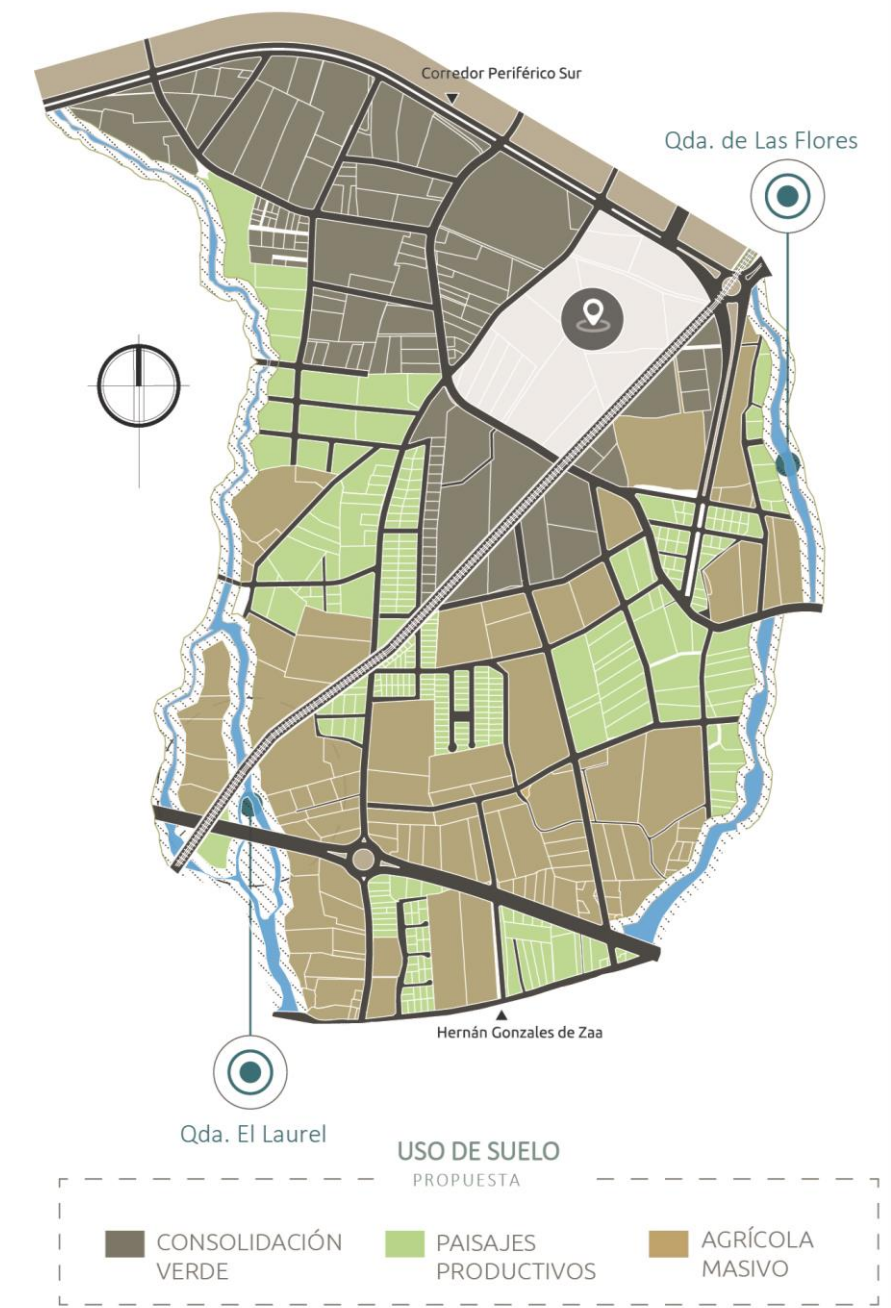 Corredor Periférico Sur
Qda. de Las Flores
Hernán Gonzales de Zaa
Qda. El Laurel
USO DE SUELO
PROPUESTA
CONSOLIDACIÓN
VERDE
PAISAJES
PRODUCTIVOS
AGRÍCOLA
MASIVO